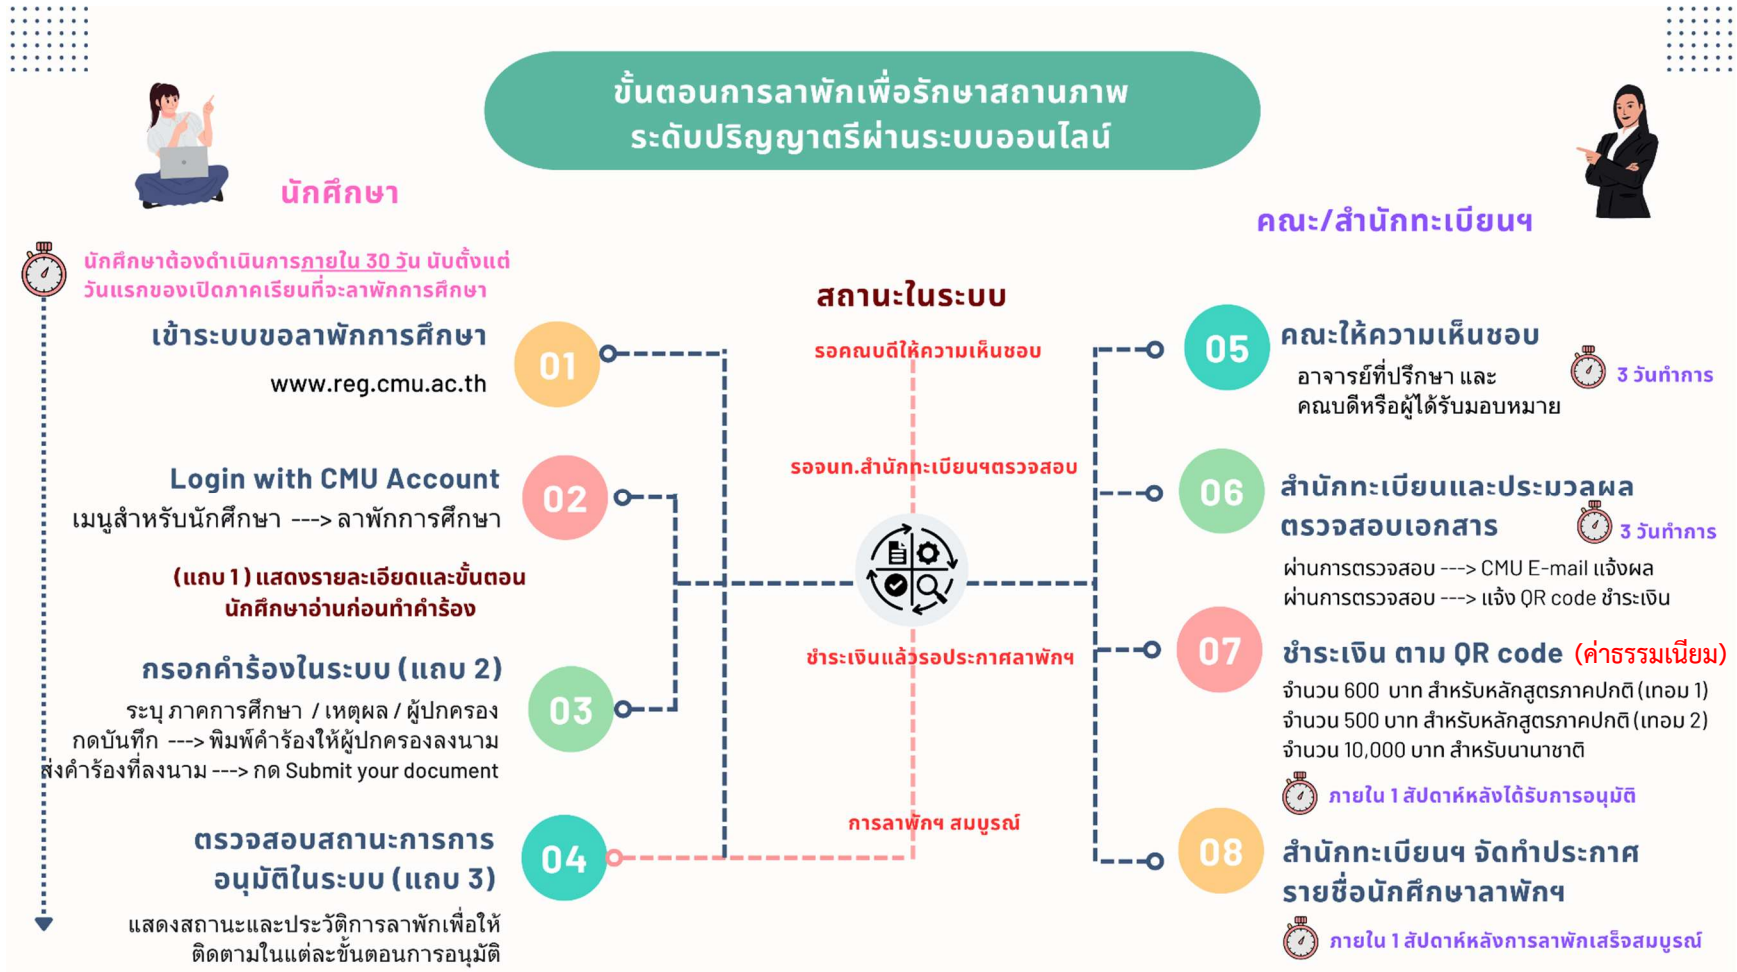 ขั้นตอนการลาพักเพื่อรักษาสถานภาพ
ระดับปริญญาตรีผ่านระบบออนไลน์
นักศึกษา
นักศึกษาต้องดำเนินการภายใน 30 วัน นับตั้งแต่
วันแรกของเปิดภาคเรียนที่จะลาพักการศึกษา
เข้าระบบขอลาพักการศึกษา
www.reg.cmu.ac.th
01
Login with CMU Account
เมนูสำหรับนักศึกษา ---> ลาพักการศึกษา
02
(แถบ 1) แสดงรายละเอียดและขั้นตอน
นักศึกษาอ่านก่อนทำคำร้อง
กรอกคำร้องในระบบ (แถบ 2)
ระบุ ภาคการศึกษา / เหตุผล / ผู้ปกครอง
กดบันทึก ---> พิมพ์คำร้องให้ผู้ปกครองลงนาม
ส่งคำร้องที่ลงนาม ---> กด Submit your document
03
ตรวจสอบสถานะการการ
อนุมัติในระบบ (แถบ 3)
แสดงสถานะและประวัติการลาพักเพื่อให้
ติดตามในแต่ละขั้นตอนการอนุมัติ
04
สถานะในระบบ
รอคณบดีให้ความเห็นชอบ
รอจนท.สำนักทะเบียนฯตรวจสอบ
ชำระเงินแล้วรอประกาศลาพักฯ
การลาพักฯ สมบูรณ์
คณะ/สำนักทะเบียนฯ
05
คณะให้ความเห็นชอบ
อาจารย์ที่ปรึกษา และ
คณบดีหรือผู้ได้รับมอบหมาย
3 วันทำการ
06
สำนักทะเบียนและประมวลผล
ตรวจสอบเอกสาร
3 วันทำการ
ผ่านการตรวจสอบ ---> CMU E-mail แจ้งผล
ผ่านการตรวจสอบ ---> แจ้ง QR code ชำระเงิน
07
ชำระเงิน ตาม QR code (ค่าธรรมเนียม)
จำนวน 600 บาท สำหรับหลักสูตรภาคปกติ (เทอม 1)
จำนวน 500 บาท สำหรับหลักสูตรภาคปกติ (เทอม 2)
จำนวน 10,000 บาท สำหรับนานาชาติ
ภายใน 1 สัปดาห์หลังได้รับการอนุมัติ
08
สำนักทะเบียนฯ จัดทำประกาศ
รายชื่อนักศึกษาลาพักฯ
ภายใน 1 สัปดาห์หลังการลาพักเสร็จสมบูรณ์